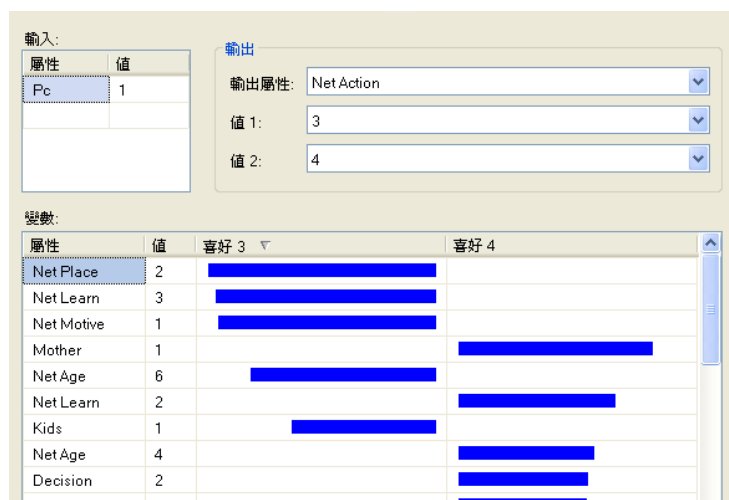 輸入:
屬性 值
Pc 1
輸出
輸出屬性: Net Action
值 1: 3
值 2: 4
變數:
屬性 值 喜好 3 喜好 4
Net Place 2
Net Learn 3
Net Motive 1
Mother 1
Net Age 6
Net Learn 2
Kids 1
Net Age 4
Decision 2